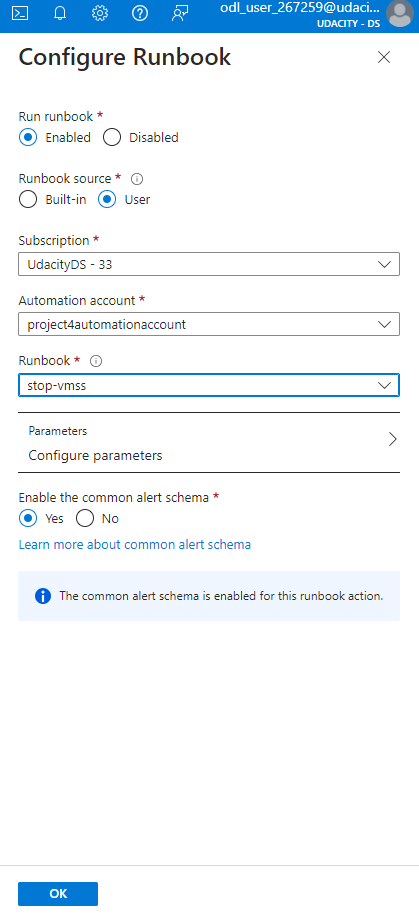 odl_user_267259@udaci...
UDACITY - DS
Configure Runbook
Run runbook *
Enabled Disabled
Runbook source *
Built-in User
Subscription *
UdacityDS - 33
Automation account *
project4automationaccount
Runbook *
stop-vmss
Parameters
Configure parameters
Enable the common alert schema *
Yes No
Learn more about common alert schema
The common alert schema is enabled for this runbook action.
OK